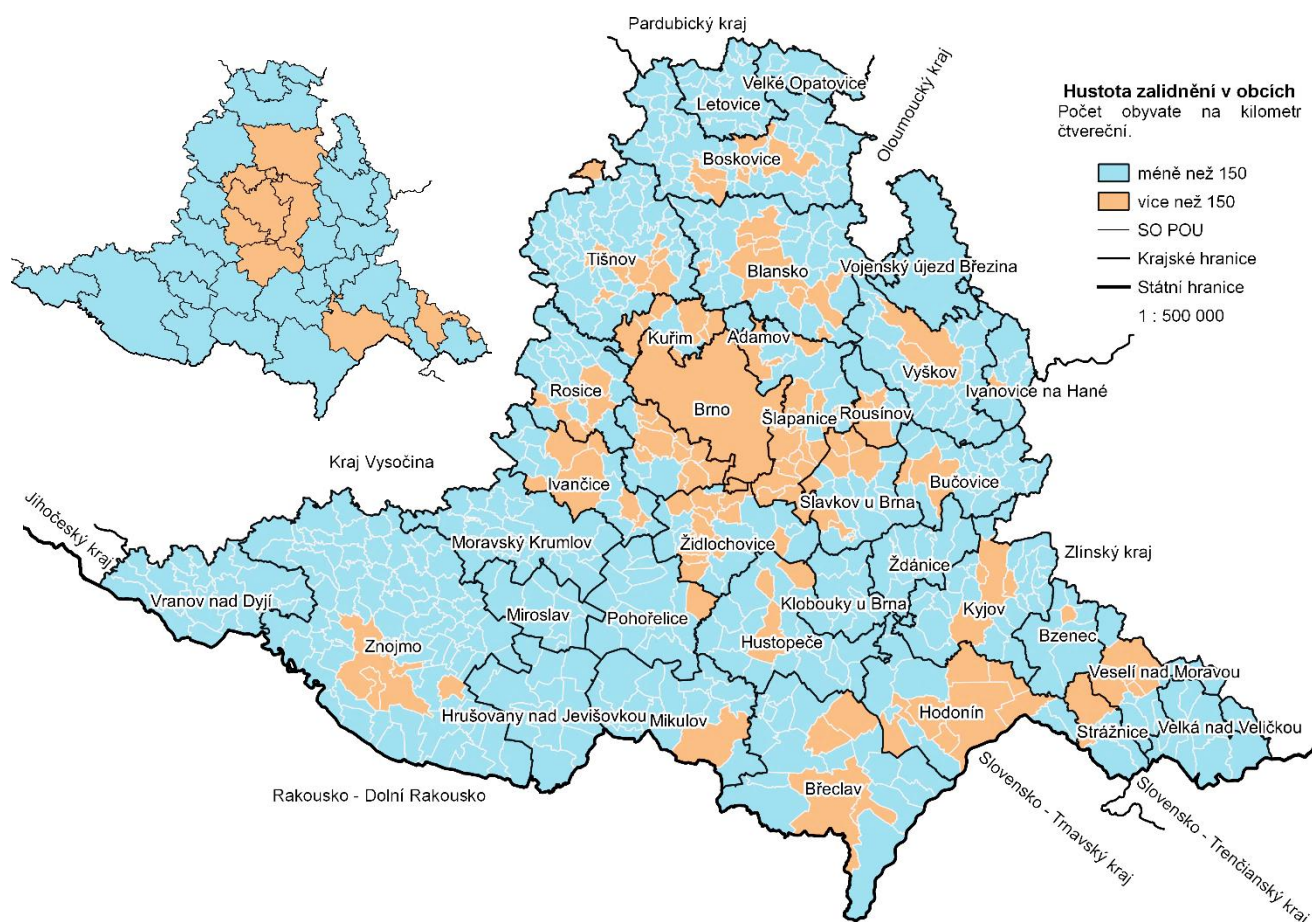 Pardubický kraj
Oloumoucký kraj
Velké Opatovice
Letovice
Boskovice
Hustota zalidnění v obcích
Počet obyvate na kilometr
čtvereční.
méně než 150
více než 150
SO POU
Krajské hranice
Státní hranice
1 : 500 000
Tišnov
Blansko
Vojenský újezd Březina
Kuřim
Adamov
Vyškov
Ivanovice na Hané
Rosice
Brno
Šlapanice
Rousínov
Kraj Vysočina
Ivančice
Bučovice
Slavkov u Brna
Jihočeský kraj
Moravský Krumlov
Židlochovice
Ždánice
Zlínský kraj
Vranov nad Dyjí
Miroslav
Pohořelice
Klobouky u Brna
Kyjov
Znojmo
Hustopeče
Bzenec
Veselí nad Moravou
Hrušovany nad Jevišovkou
Mikulov
Hodonín
Strážnice
Velká nad Veličkou
Rakousko - Dolní Rakousko
Břeclav
Slovensko - Trnavský kraj
Slovensko - Trenčianský kraj